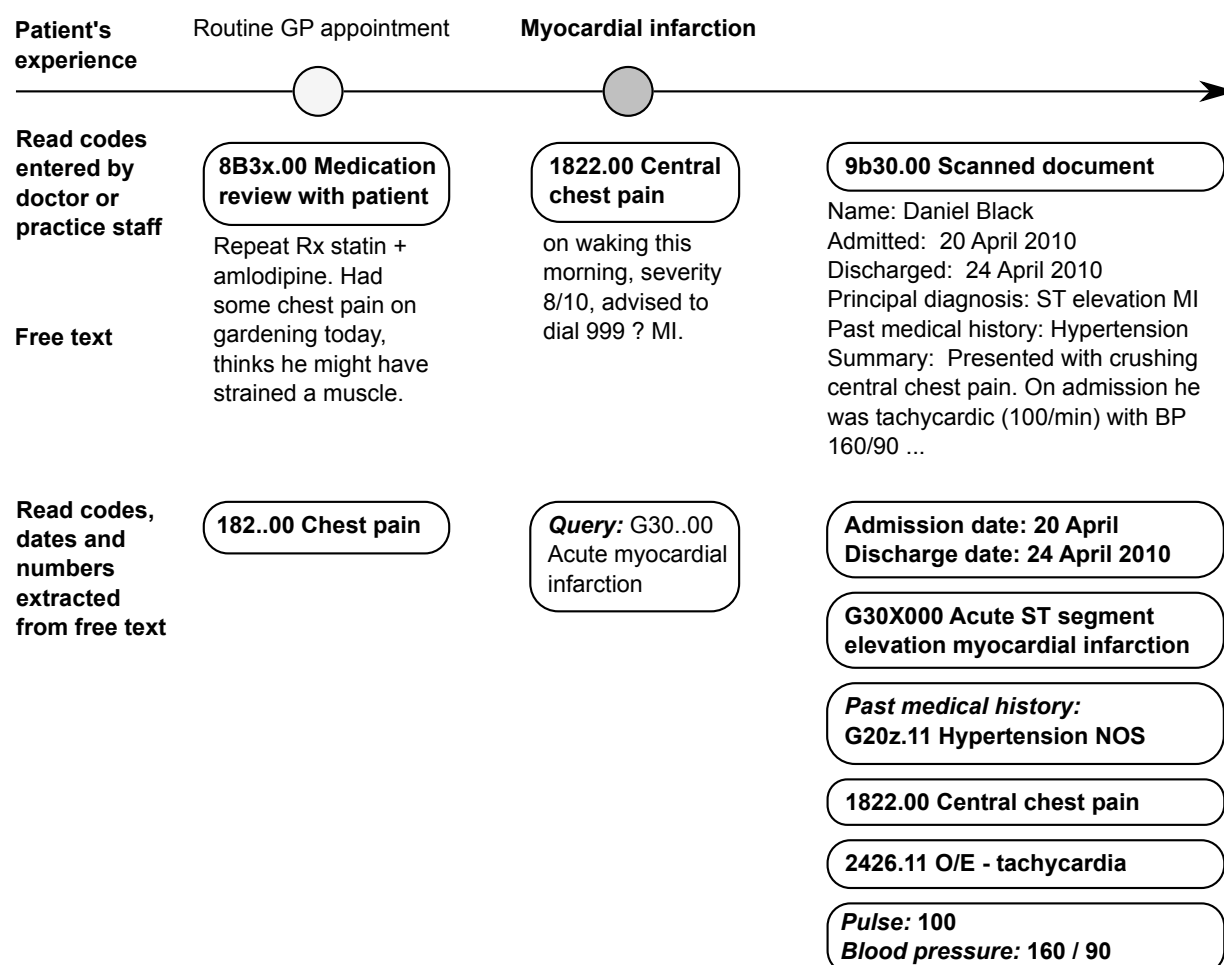 Patient's
experience
Routine GP appointment
Myocardial infarction
Read codes
entered by
doctor or
practice staff
8B3x.00 Medication
review with patient
1822.00 Central
chest pain
9b30.00 Scanned document
Free text
Repeat Rx statin +
amlodipine. Had
some chest pain on
gardening today,
thinks he might have
strained a muscle.
on waking this
morning, severity
8/10, advised to
dial 999 ? MI.
Name: Daniel Black
Admitted:  20 April 2010
Discharged:  24 April 2010
Principal diagnosis: ST elevation MI
Past medical history: Hypertension
Summary:  Presented with crushing
central chest pain. On admission he
was tachycardic (100/min) with BP
160/90 ...
Read codes,
dates and
numbers
extracted
from free text
182..00 Chest pain
Query: G30..00
Acute myocardial
infarction
Admission date: 20 April
Discharge date: 24 April 2010
G30X000 Acute ST segment
elevation myocardial infarction
Past medical history:
G20z.11 Hypertension NOS
1822.00 Central chest pain
2426.11 O/E - tachycardia
Pulse: 100
Blood pressure: 160 / 90